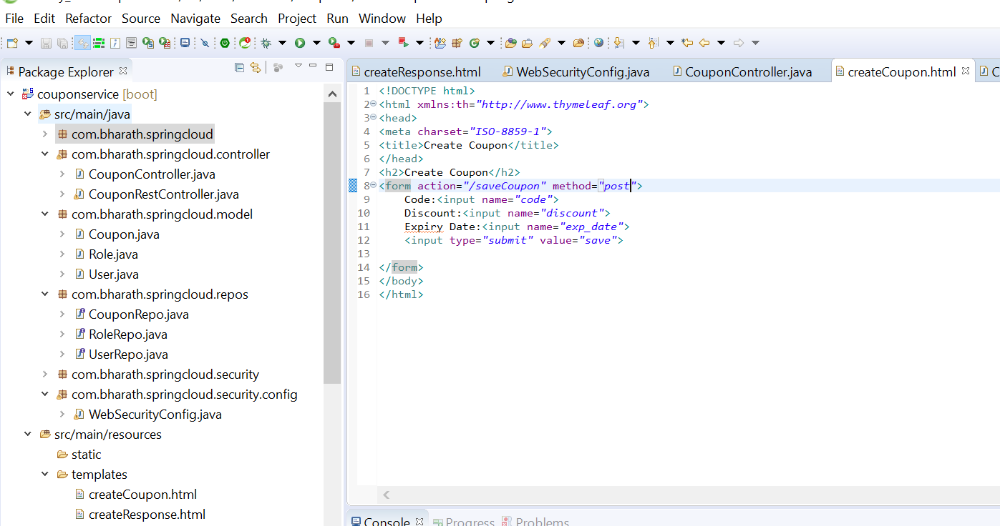 File Edit Refactor Source Navigate Search Project Run Window Help
Package Explorer
couponservice [boot]
src/main/java
com.bharath.springcloud
com.bharath.springcloud.controller
CouponController.java
CouponRestController.java
com.bharath.springcloud.model
Coupon.java
Role.java
User.java
com.bharath.springcloud.repos
CouponRepo.java
RoleRepo.java
UserRepo.java
com.bharath.springcloud.security
com.bharath.springcloud.security.config
WebSecurityConfig.java
src/main/resources
static
templates
createCoupon.html
createResponse.html
createResponse.html WebSecurityConfig.java CouponController.java createCoupon.html C
1 <!DOCTYPE html>
2 <html xmlns:th="http://www.thymeleaf.org">
3 <head>
4 <meta charset="ISO-8859-1">
5 <title>Create Coupon</title>
6 </head>
7 <h2>Create Coupon</h2>
8 <form action="/saveCoupon" method="post">
9 Code:<input name="code">
10 Discount:<input name="discount">
11 Expiry Date:<input name="exp_date">
12 <input type="submit" value="save">
13
14 </form>
15 </body>
16 </html>
Console Progress Problems